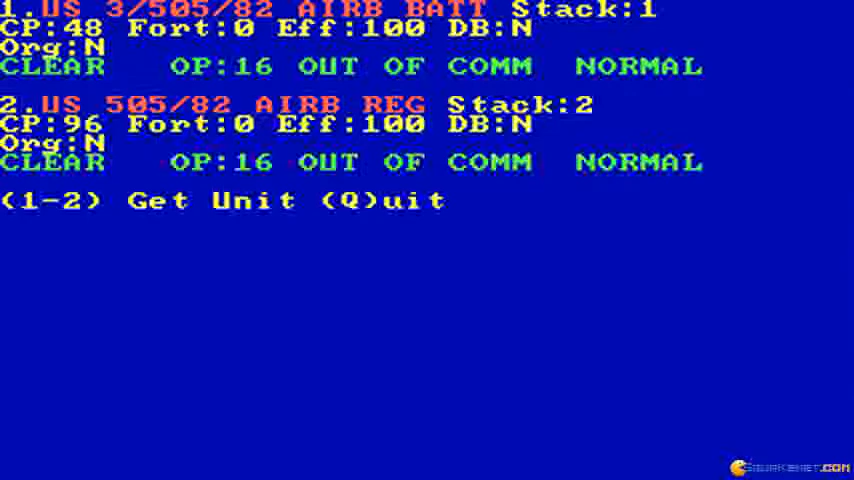 1.US 3/505/82 AIRB BATT Stack:1
CP:48 Fort:0 Eff:100 DB:N
Org:N
CLEAR OP:16 OUT OF COMM NORMAL
2.US 505/82 AIRB REG Stack:2
CP:96 Fort:0 Eff:100 DB:N
Org:N
CLEAR OP:16 OUT OF COMM NORMAL
(1-2) Get Unit (Q)uit